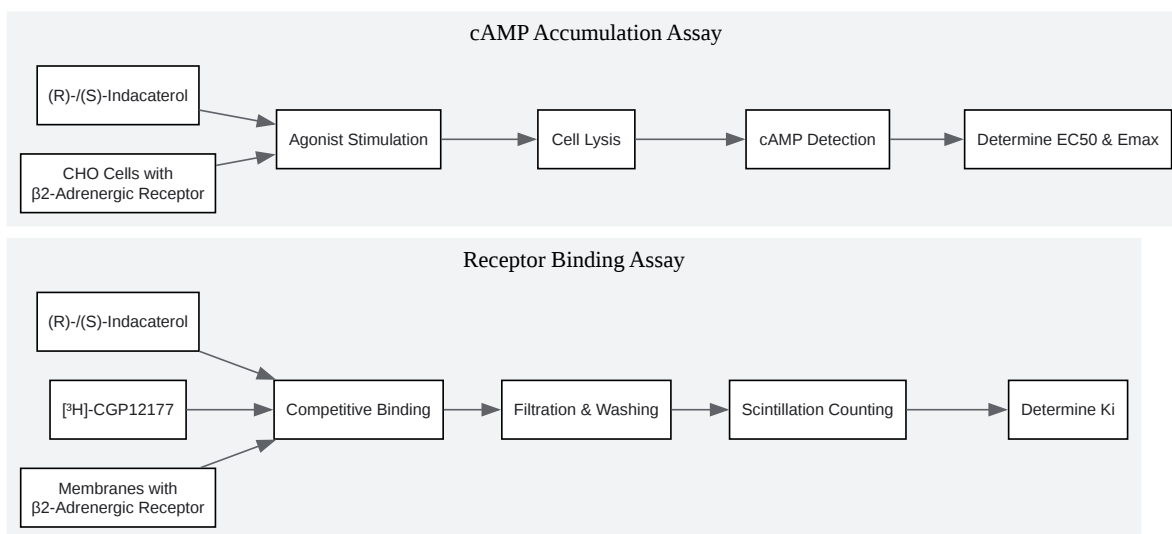 cAMP Accumulation Assay
(R)-/(S)-Indacaterol
CHO Cells with
β2-Adrenergic Receptor
Agonist Stimulation
Cell Lysis
cAMP Detection
Determine EC50 & Emax
Receptor Binding Assay
(R)-/(S)-Indacaterol
[³H]-CGP12177
Membranes with
β2-Adrenergic Receptor
Competitive Binding
Filtration & Washing
Scintillation Counting
Determine Ki